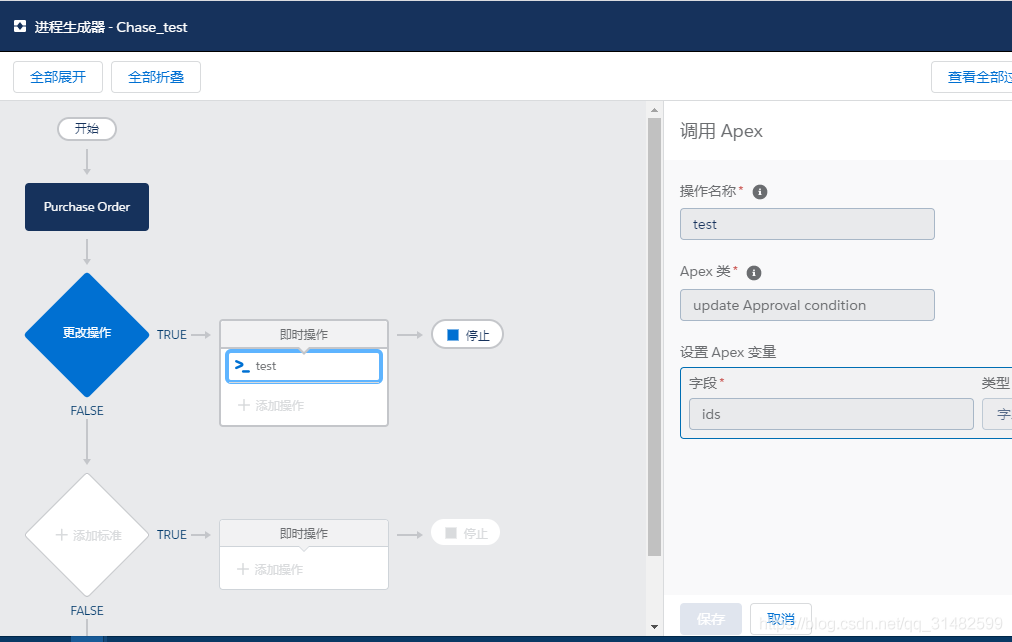 进程生成器 - Chase_test
全部展开
全部折叠
查看全部过
开始
Purchase Order
更改操作
TRUE
即时操作
test
添加操作
停止
FALSE
添加标准
TRUE
即时操作
添加操作
停止
FALSE
调用 Apex
操作名称*
test
Apex 类*
update Approval condition
设置 Apex 变量
字段*
类型
ids
字
保存
取消
https://blog.csdn.net/qq_31482599